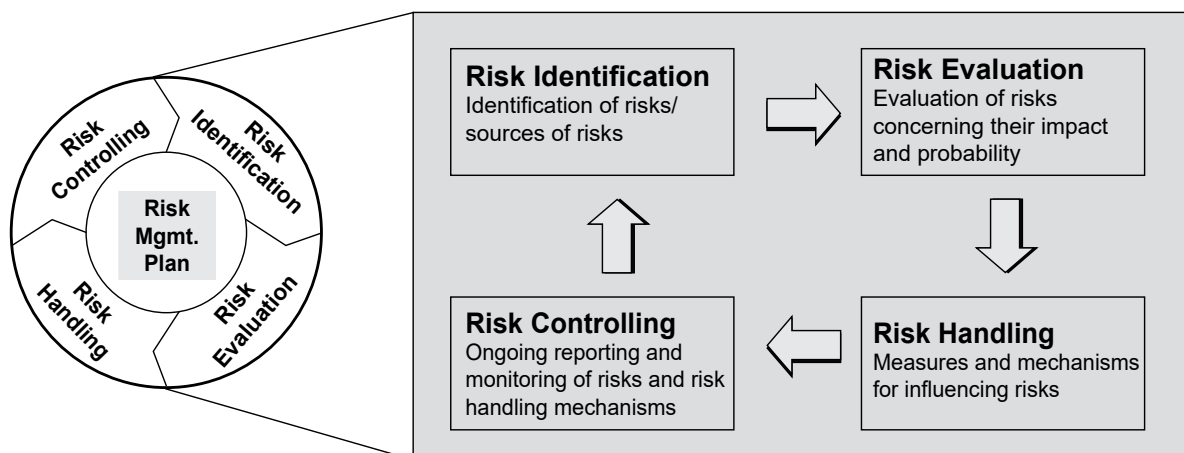 Risk
Controlling
Risk
Identification
Risk
Mgmt.
Plan
Risk
Handling
Risk
Evaluation
Risk Identification
Identification of risks/
sources of risks
Risk Evaluation
Evaluation of risks
concerning their impact
and probability
Risk Controlling
Ongoing reporting and
monitoring of risks and risk
handling mechanisms
Risk Handling
Measures and mechanisms
for influencing risks